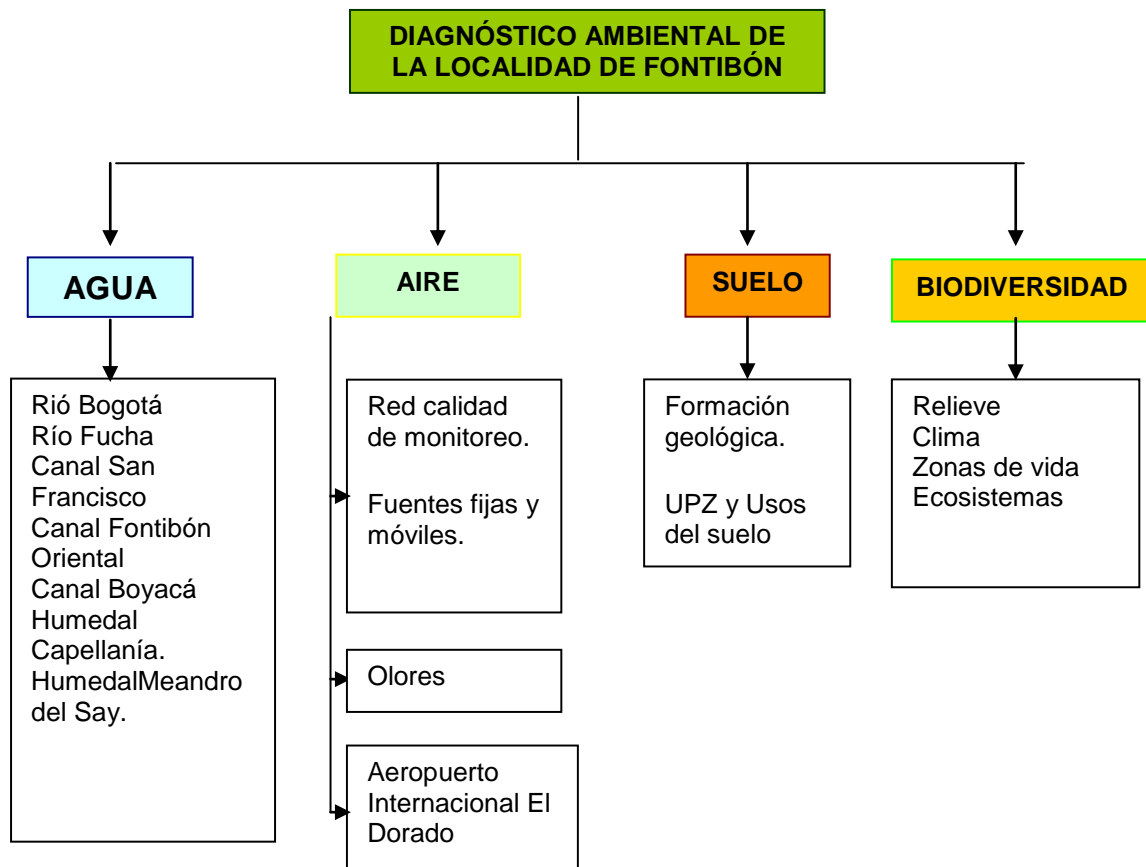 DIAGNÓSTICO AMBIENTAL DE
LA LOCALIDAD DE FONTIBÓN
AGUA
AIRE
SUELO
BIODIVERSIDAD
Rió Bogotá
Río Fucha
Canal San
Francisco
Canal Fontibón
Oriental
Canal Boyacá
Humedal
Capellanía.
HumedalMeandro
del Say.
Red calidad
de monitoreo.
Fuentes fijas y
móviles.
Olores
Aeropuerto
Internacional El
Dorado
Formación
geológica.
UPZ y Usos
del suelo
Relieve
Clima
Zonas de vida
Ecosistemas